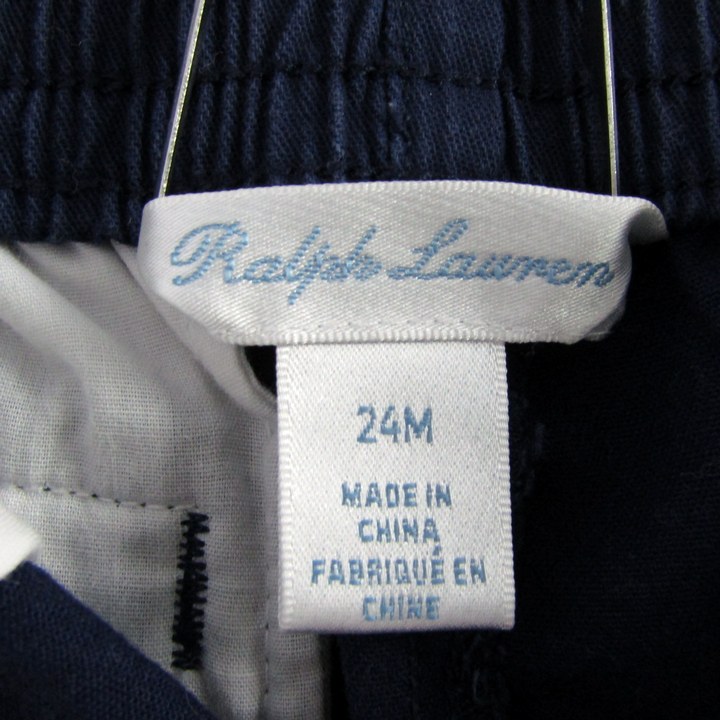 Ralph Lauren
24M
MADE IN
CHINA
FABRIQUÉ EN
CHINE